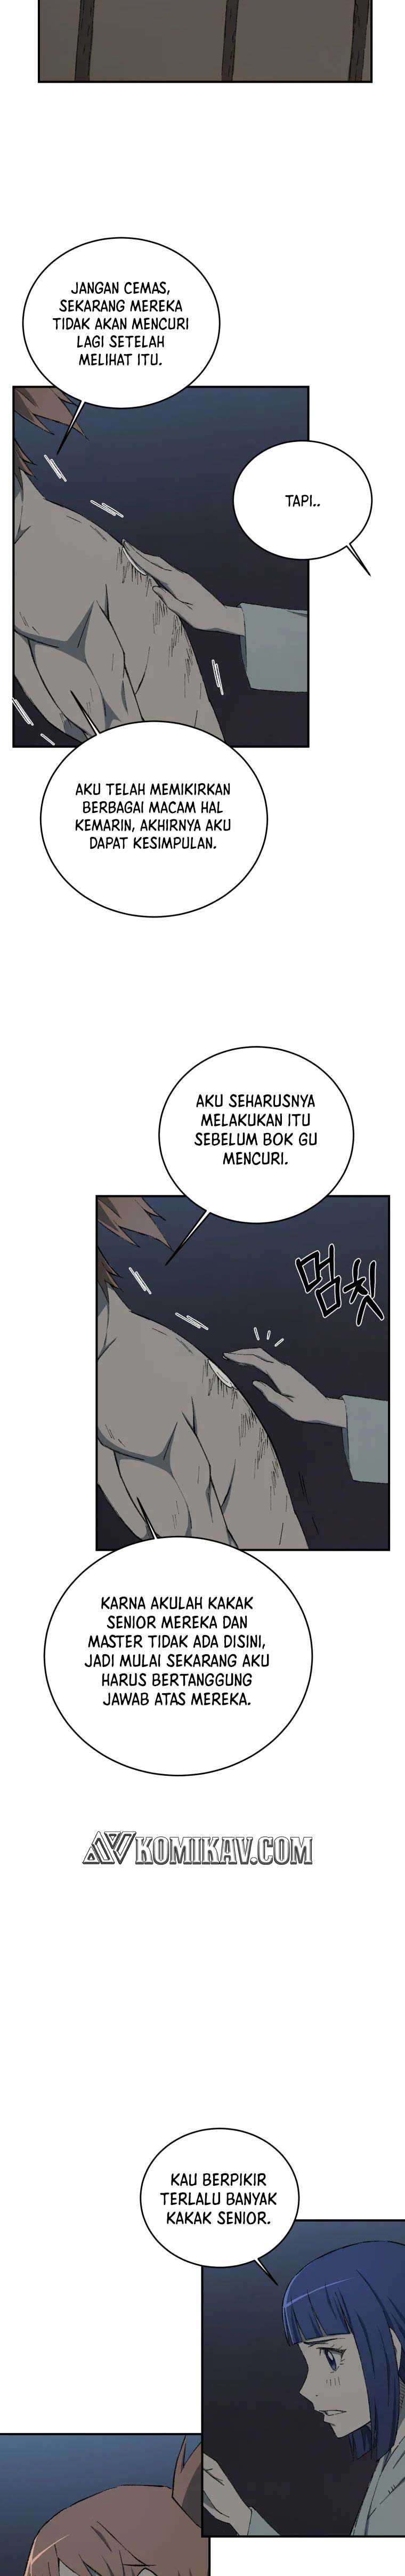 JANGAN CEMAS,
SEKARANG MEREKA
TIDAK AKAN MENCURI
LAGI SETELAH
MELIHAT ITU.
TAPI..
AKU TELAH MEMIKIRKAN
BERBAGAI MACAM HAL
KEMARIN, AKHIRNYA AKU
DAPAT KESIMPULAN.
AKU SEHARUSNYA
MELAKUKAN ITU
SEBELUM BOK GU
MENCURI.
멈칫
KARNA AKULAH KAKAK
SENIOR MEREKA DAN
MASTER TIDAK ADA DISINI,
JADI MULAI SEKARANG AKU
HARUS BERTANGGUNG
JAWAB ATAS MEREKA.
KOMIKAV.COM
KAU BERPIKIR
TERLALU BANYAK
KAKAK SENIOR.